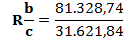 R b/c = 81.328,74 / 31.621,84